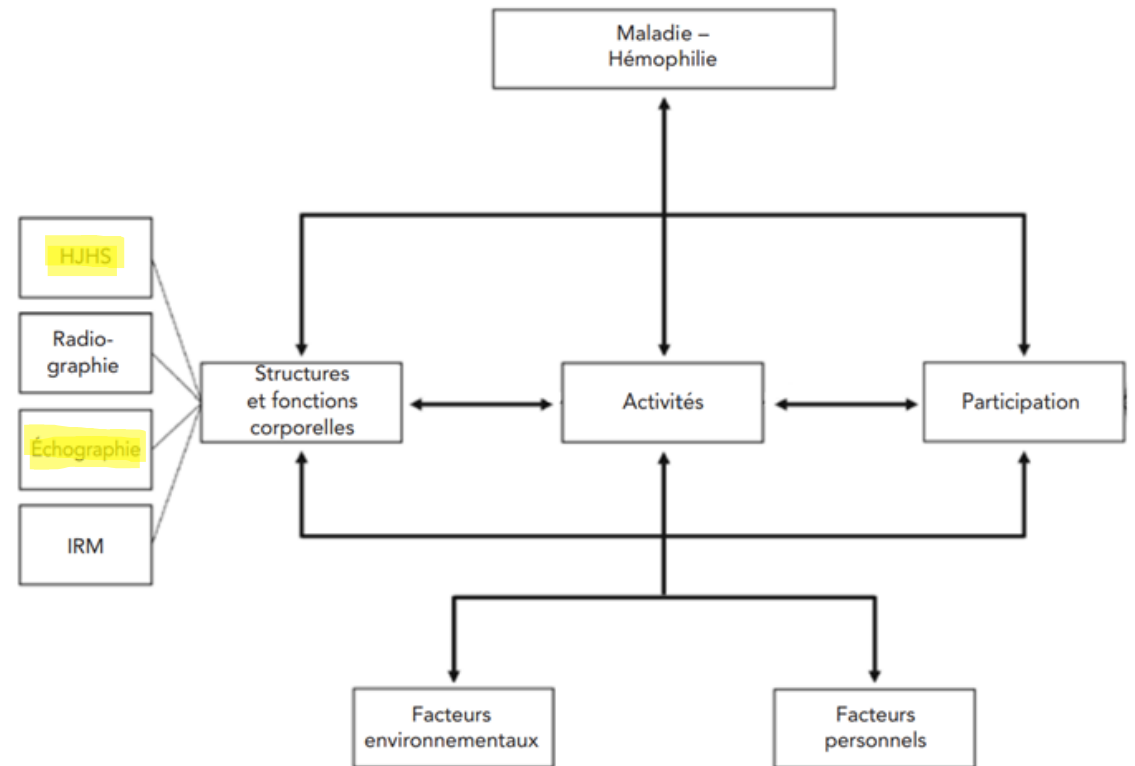 Maladie –
Hémophilie
HJHS
Radio-
graphie
Échographie
IRM
Structures
et fonctions
corporelles
Activités
Participation
Facteurs
environnementaux
Facteurs
personnels